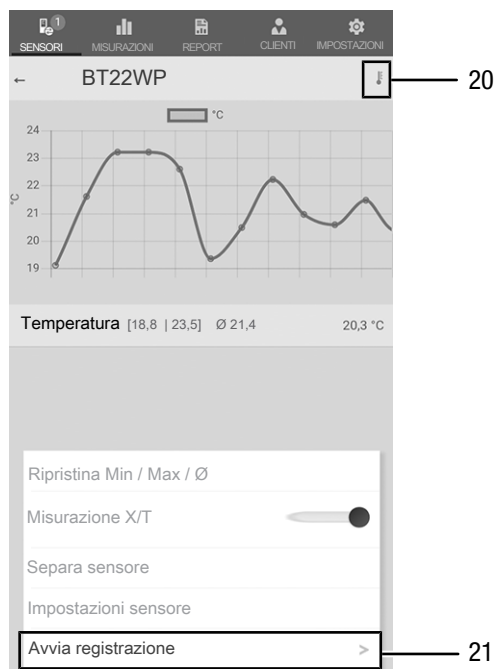 1
SENSORI MISURAZIONI REPORT CLIENTI IMPOSTAZIONI
← BT22WP
20
°C
24
23
22
°C
21
20
19
Temperatura [18,8 | 23,5] Ø 21,4 20,3 °C
Ripristina Min / Max / Ø
Misurazione X/T
Separa sensore
Impostazioni sensore
Avvia registrazione >
21